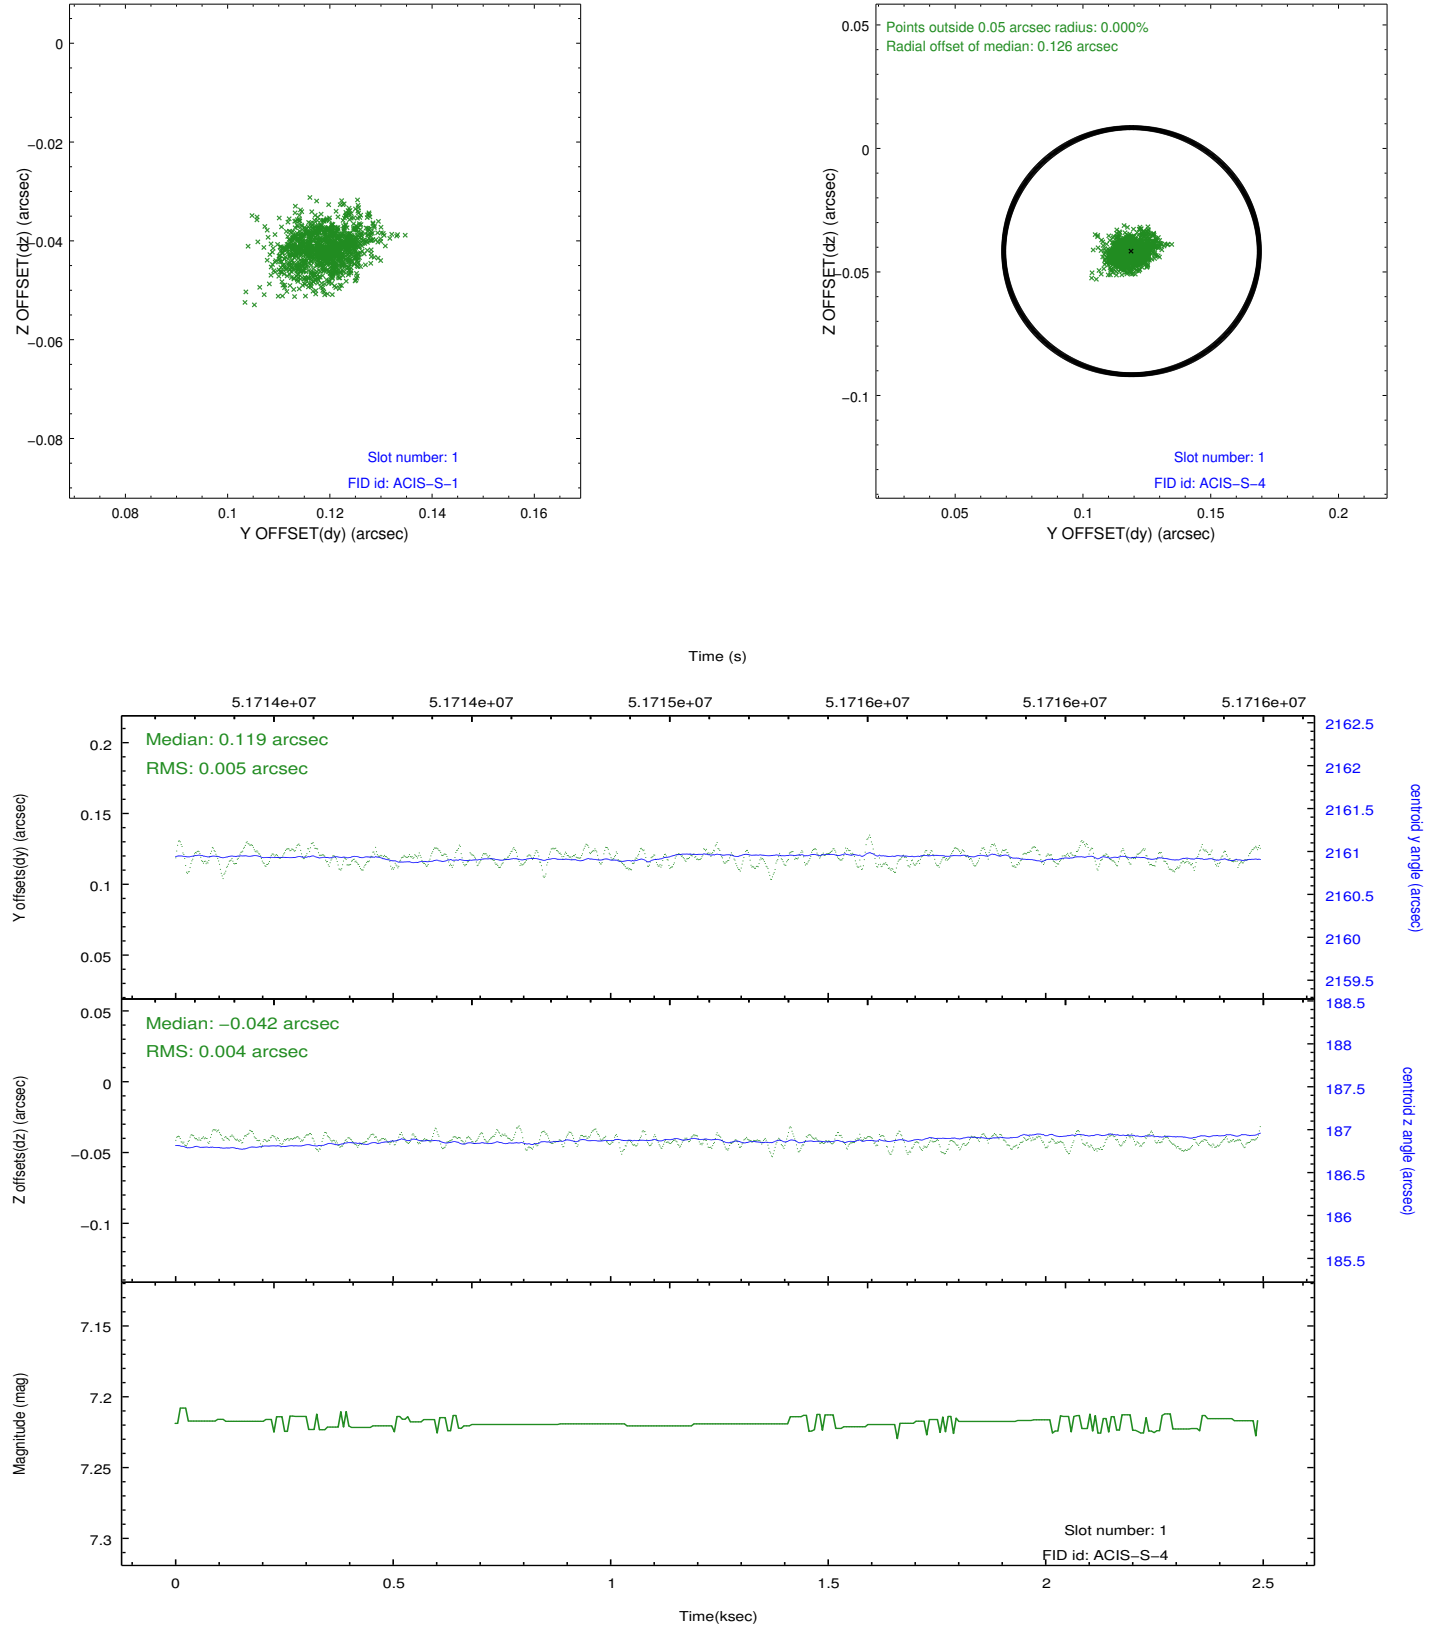 0
−0.02
−0.04
−0.06
−0.08
Z OFFSET(dz) (arcsec)
Slot number: 1
FID id: ACIS−S−1
0.08 0.1 0.12 0.14 0.16
Y OFFSET(dy) (arcsec)
Points outside 0.05 arcsec radius: 0.000%
Radial offset of median: 0.126 arcsec
0.05
0
−0.05
−0.1
Z OFFSET(dz) (arcsec)
Slot number: 1
FID id: ACIS−S−4
0.05 0.1 0.15 0.2
Y OFFSET(dy) (arcsec)
Time (s)
5.1714e+07 5.1714e+07 5.1715e+07 5.1716e+07 5.1716e+07 5.1716e+07
Median: 0.119 arcsec
RMS: 0.005 arcsec
0.2
0.15
0.1
0.05
Y offsets(dy) (arcsec)
2162.5
2162
2161.5
2161
2160.5
2160
2159.5
centroid y angle (arcsec)
Median: −0.042 arcsec
RMS: 0.004 arcsec
0.05
0
−0.05
−0.1
Z offsets(dz) (arcsec)
188.5
188
187.5
187
186.5
186
185.5
centroid z angle (arcsec)
7.15
7.2
7.25
7.3
Magnitude (mag)
Slot number: 1
FID id: ACIS−S−4
0 0.5 1 1.5 2 2.5
Time(ksec)